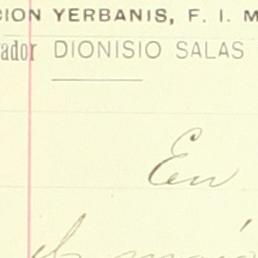 CION YERBANIS, F. I. M
ador DIONISIO SALAS
En